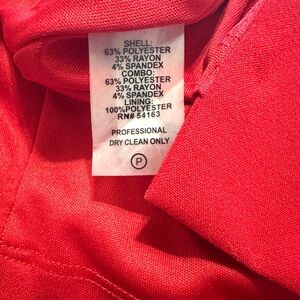 SHELL:
63% POLYESTER
33% RAYON
4% SPANDEX
COMBO:
63% POLYESTER
33% RAYON
4% SPANDEX
LINING:
100%POLYESTER
RN# 54163
PROFESSIONAL
DRY CLEAN ONLY
P